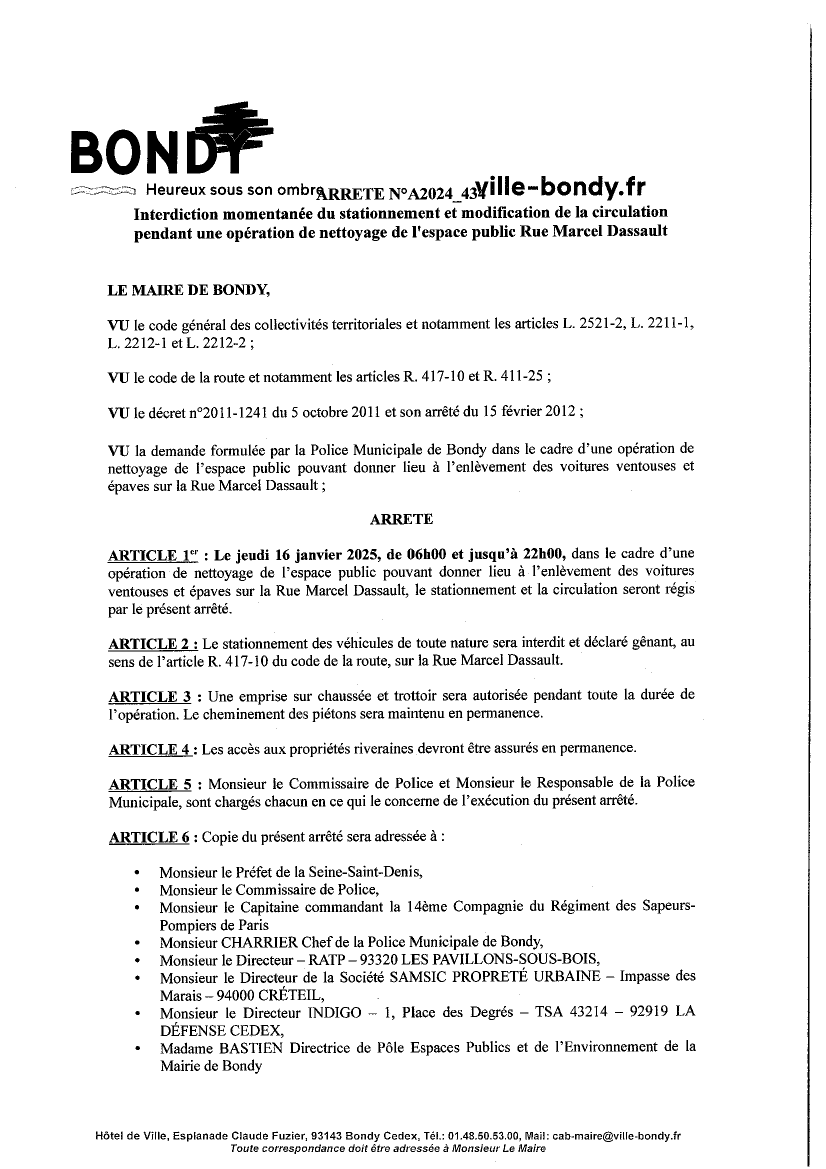 BONDY
Heureux sous son ombre
ARRETE N°A2024_43
ville-bondy.fr
Interdiction momentanée du stationnement et modification de la circulation
pendant une opération de nettoyage de l'espace public Rue Marcel Dassault
LE MAIRE DE BONDY,
VU le code général des collectivités territoriales et notamment les articles L. 2521-2, L. 2211-1,
L. 2212-1 et L. 2212-2 ;
VU le code de la route et notamment les articles R. 417-10 et R. 411-25 ;
VU le décret n°2011-1241 du 5 octobre 2011 et son arrêté du 15 février 2012 ;
VU la demande formulée par la Police Municipale de Bondy dans le cadre d'une opération de
nettoyage de l'espace public pouvant donner lieu à l'enlèvement des voitures ventouses et
épaves sur la Rue Marcel Dassault ;
ARRETE
ARTICLE 1er : Le jeudi 16 janvier 2025, de 06h00 et jusqu'à 22h00, dans le cadre d'une
opération de nettoyage de l'espace public pouvant donner lieu à l'enlèvement des voitures
ventouses et épaves sur la Rue Marcel Dassault, le stationnement et la circulation seront régis
par le présent arrêté.
ARTICLE 2 : Le stationnement des véhicules de toute nature sera interdit et déclaré gênant, au
sens de l'article R. 417-10 du code de la route, sur la Rue Marcel Dassault.
ARTICLE 3 : Une emprise sur chaussée et trottoir sera autorisée pendant toute la durée de
l'opération. Le cheminement des piétons sera maintenu en permanence.
ARTICLE 4 : Les accès aux propriétés riveraines devront être assurés en permanence.
ARTICLE 5 : Monsieur le Commissaire de Police et Monsieur le Responsable de la Police
Municipale, sont chargés chacun en ce qui le concerne de l'exécution du présent arrêté.
ARTICLE 6 : Copie du présent arrêté sera adressée à :
• Monsieur le Préfet de la Seine-Saint-Denis,
• Monsieur le Commissaire de Police,
• Monsieur le Capitaine commandant la 14ème Compagnie du Régiment des Sapeurs-
Pompiers de Paris
• Monsieur CHARRIER Chef de la Police Municipale de Bondy,
• Monsieur le Directeur – RATP – 93320 LES PAVILLONS-SOUS-BOIS,
• Monsieur le Directeur de la Société SAMSIC PROPRETÉ URBAINE – Impasse des
Marais – 94000 CRÉTEIL,
• Monsieur le Directeur INDIGO – 1, Place des Degrés – TSA 43214 – 92919 LA
DÉFENSE CEDEX,
• Madame BASTIEN Directrice de Pôle Espaces Publics et de l'Environnement de la
Mairie de Bondy
Hôtel de Ville, Esplanade Claude Fuzier, 93143 Bondy Cedex, Tél.: 01.48.50.53.00, Mail: cab-maire@ville-bondy.fr
Toute correspondance doit être adressée à Monsieur Le Maire